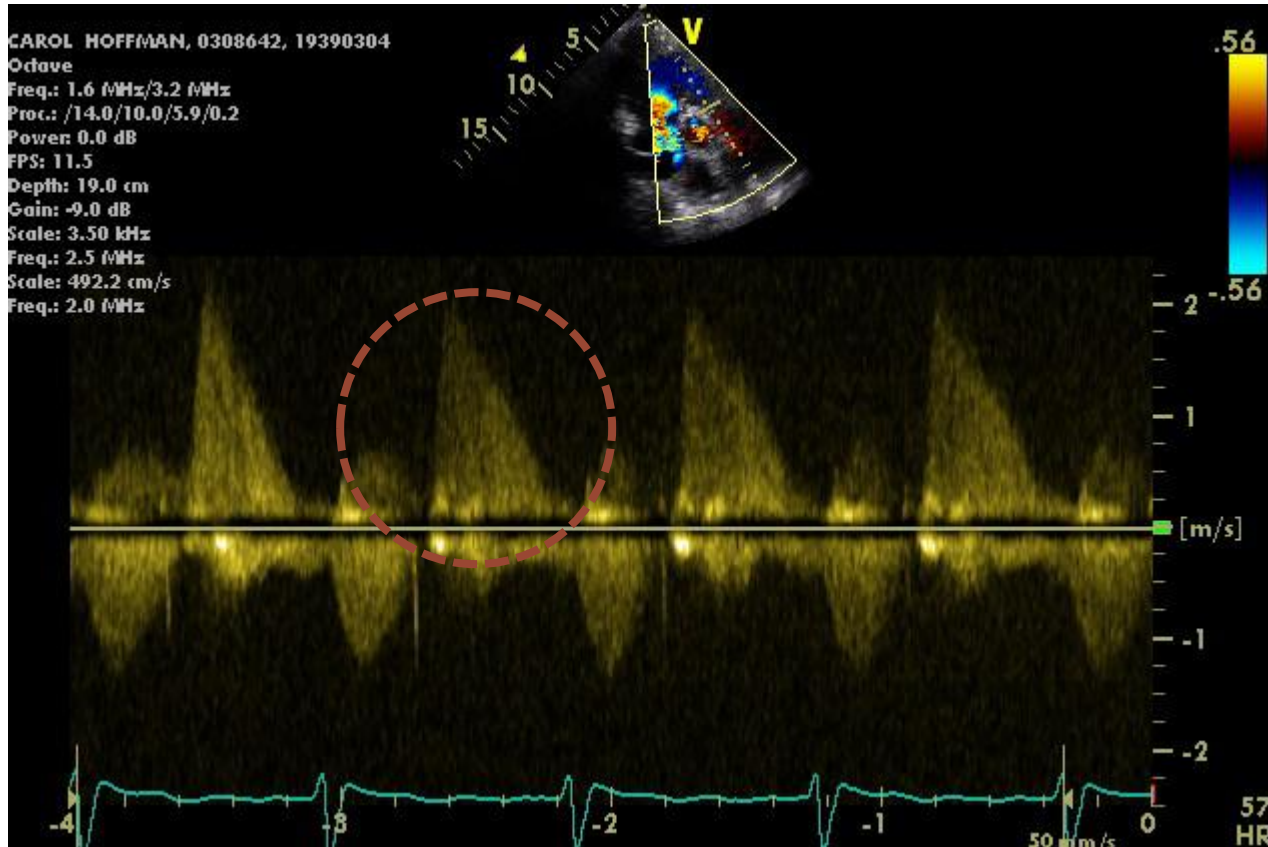 CAROL HOFFMAN, 0308642, 19390304
Octave
Freq.: 1.6 MHz/3.2 MHz
Proc.: /14.0/10.0/5.9/0.2
Power: 0.0 dB
FPS: 11.5
Depth: 19.0 cm
Gain: -9.0 dB
Scale: 3.50 kHz
Freq.: 2.5 MHz
Scale: 492.2 cm/s
Freq.: 2.0 MHz
5
10
15
V
.56
-.56
2
1
[m/s]
-1
-2
-4
-3
-2
-1
0
50 mm/s
57
HR